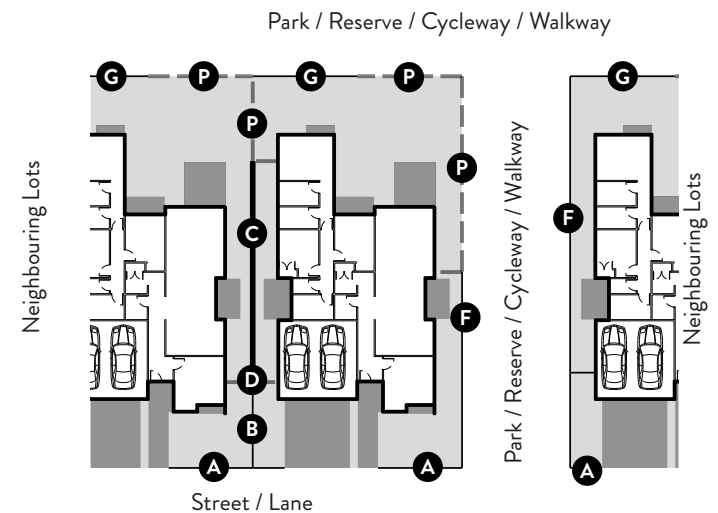 Park / Reserve / Cycleway / Walkway
G P G P G
P
P
Neighbouring Lots
C
Park / Reserve / Cycleway / Walkway
F
Neighbouring Lots
F
D
B
A A A
Street / Lane